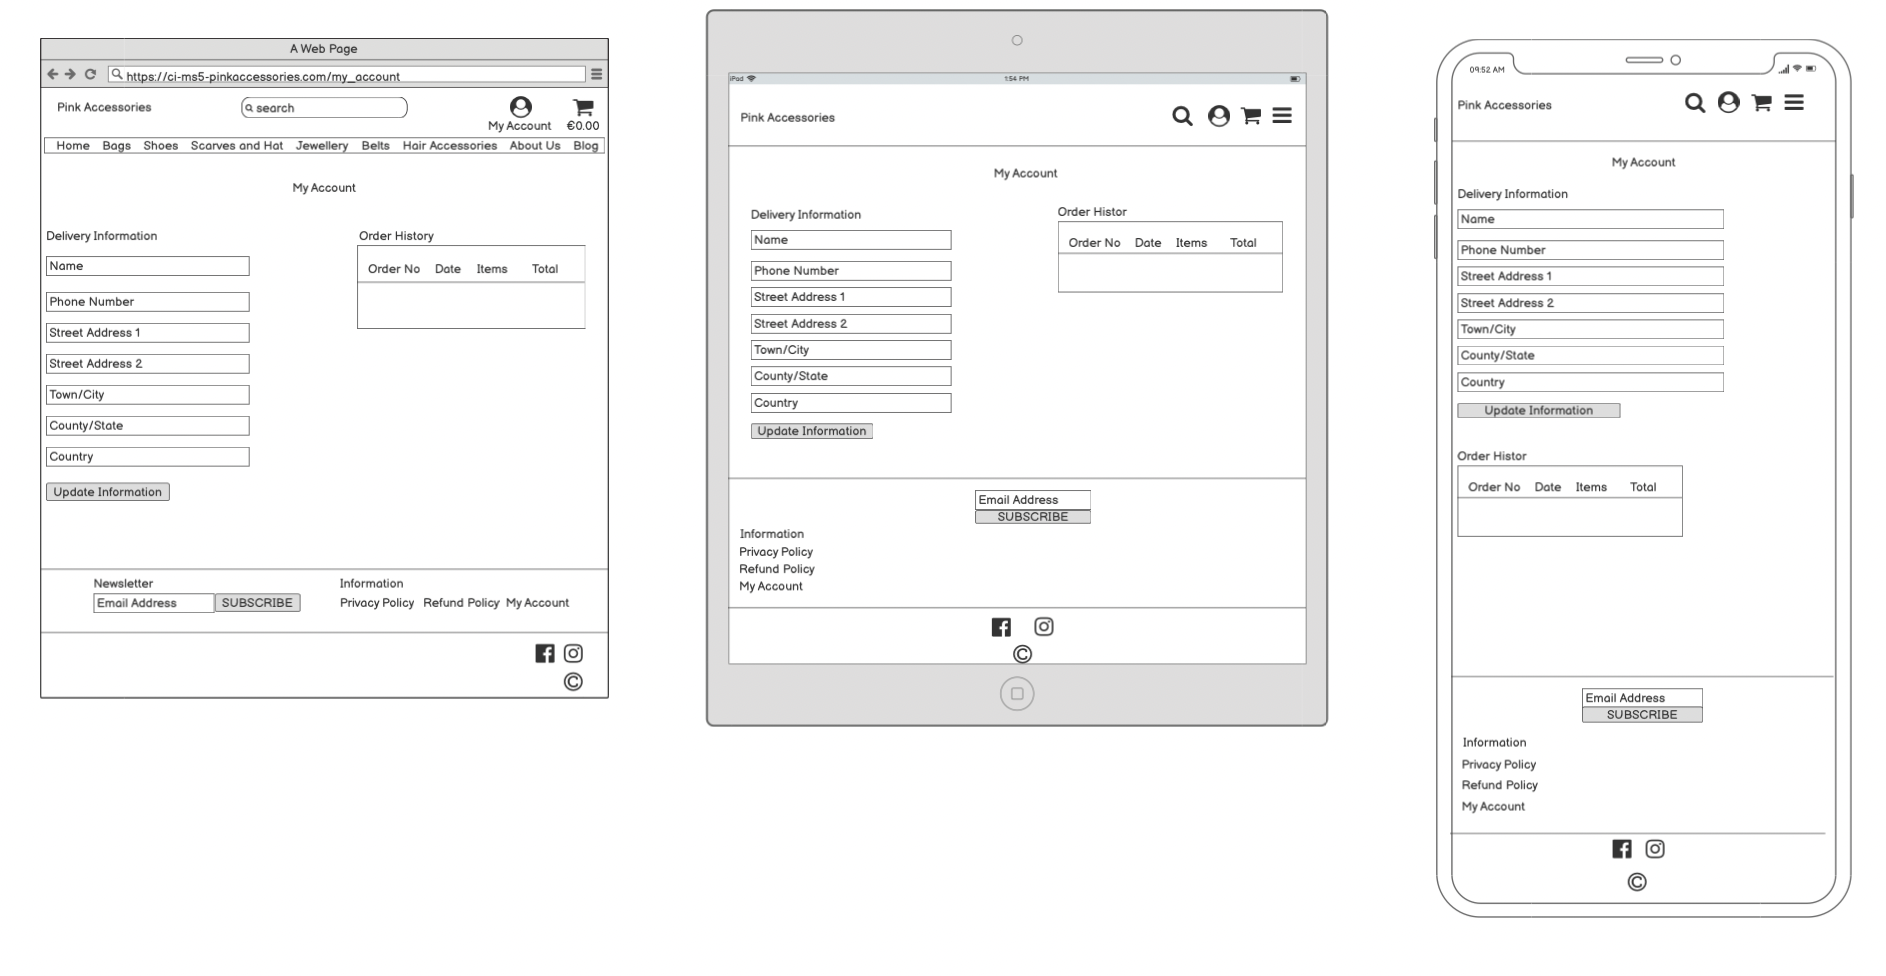 A Web Page
https://ci-ms5-pinkaccessories.com/my_account
Pink Accessories
search
My Account €0.00
Home Bags Shoes Scarves and Hat Jewellery Belts Hair Accessories About Us Blog
My Account
Delivery Information
Name
Phone Number
Street Address 1
Street Address 2
Town/City
County/State
Country
Update Information
Order History
Order No Date Items Total
Newsletter
Email Address SUBSCRIBE
Information
Privacy Policy Refund Policy My Account
©
iPad 1:54 PM
Pink Accessories
My Account
Delivery Information
Name
Phone Number
Street Address 1
Street Address 2
Town/City
County/State
Country
Update Information
Order Histor
Order No Date Items Total
Email Address
SUBSCRIBE
Information
Privacy Policy
Refund Policy
My Account
©
09:52 AM
Pink Accessories
My Account
Delivery Information
Name
Phone Number
Street Address 1
Street Address 2
Town/City
County/State
Country
Update Information
Order Histor
Order No Date Items Total
Email Address
SUBSCRIBE
Information
Privacy Policy
Refund Policy
My Account
©